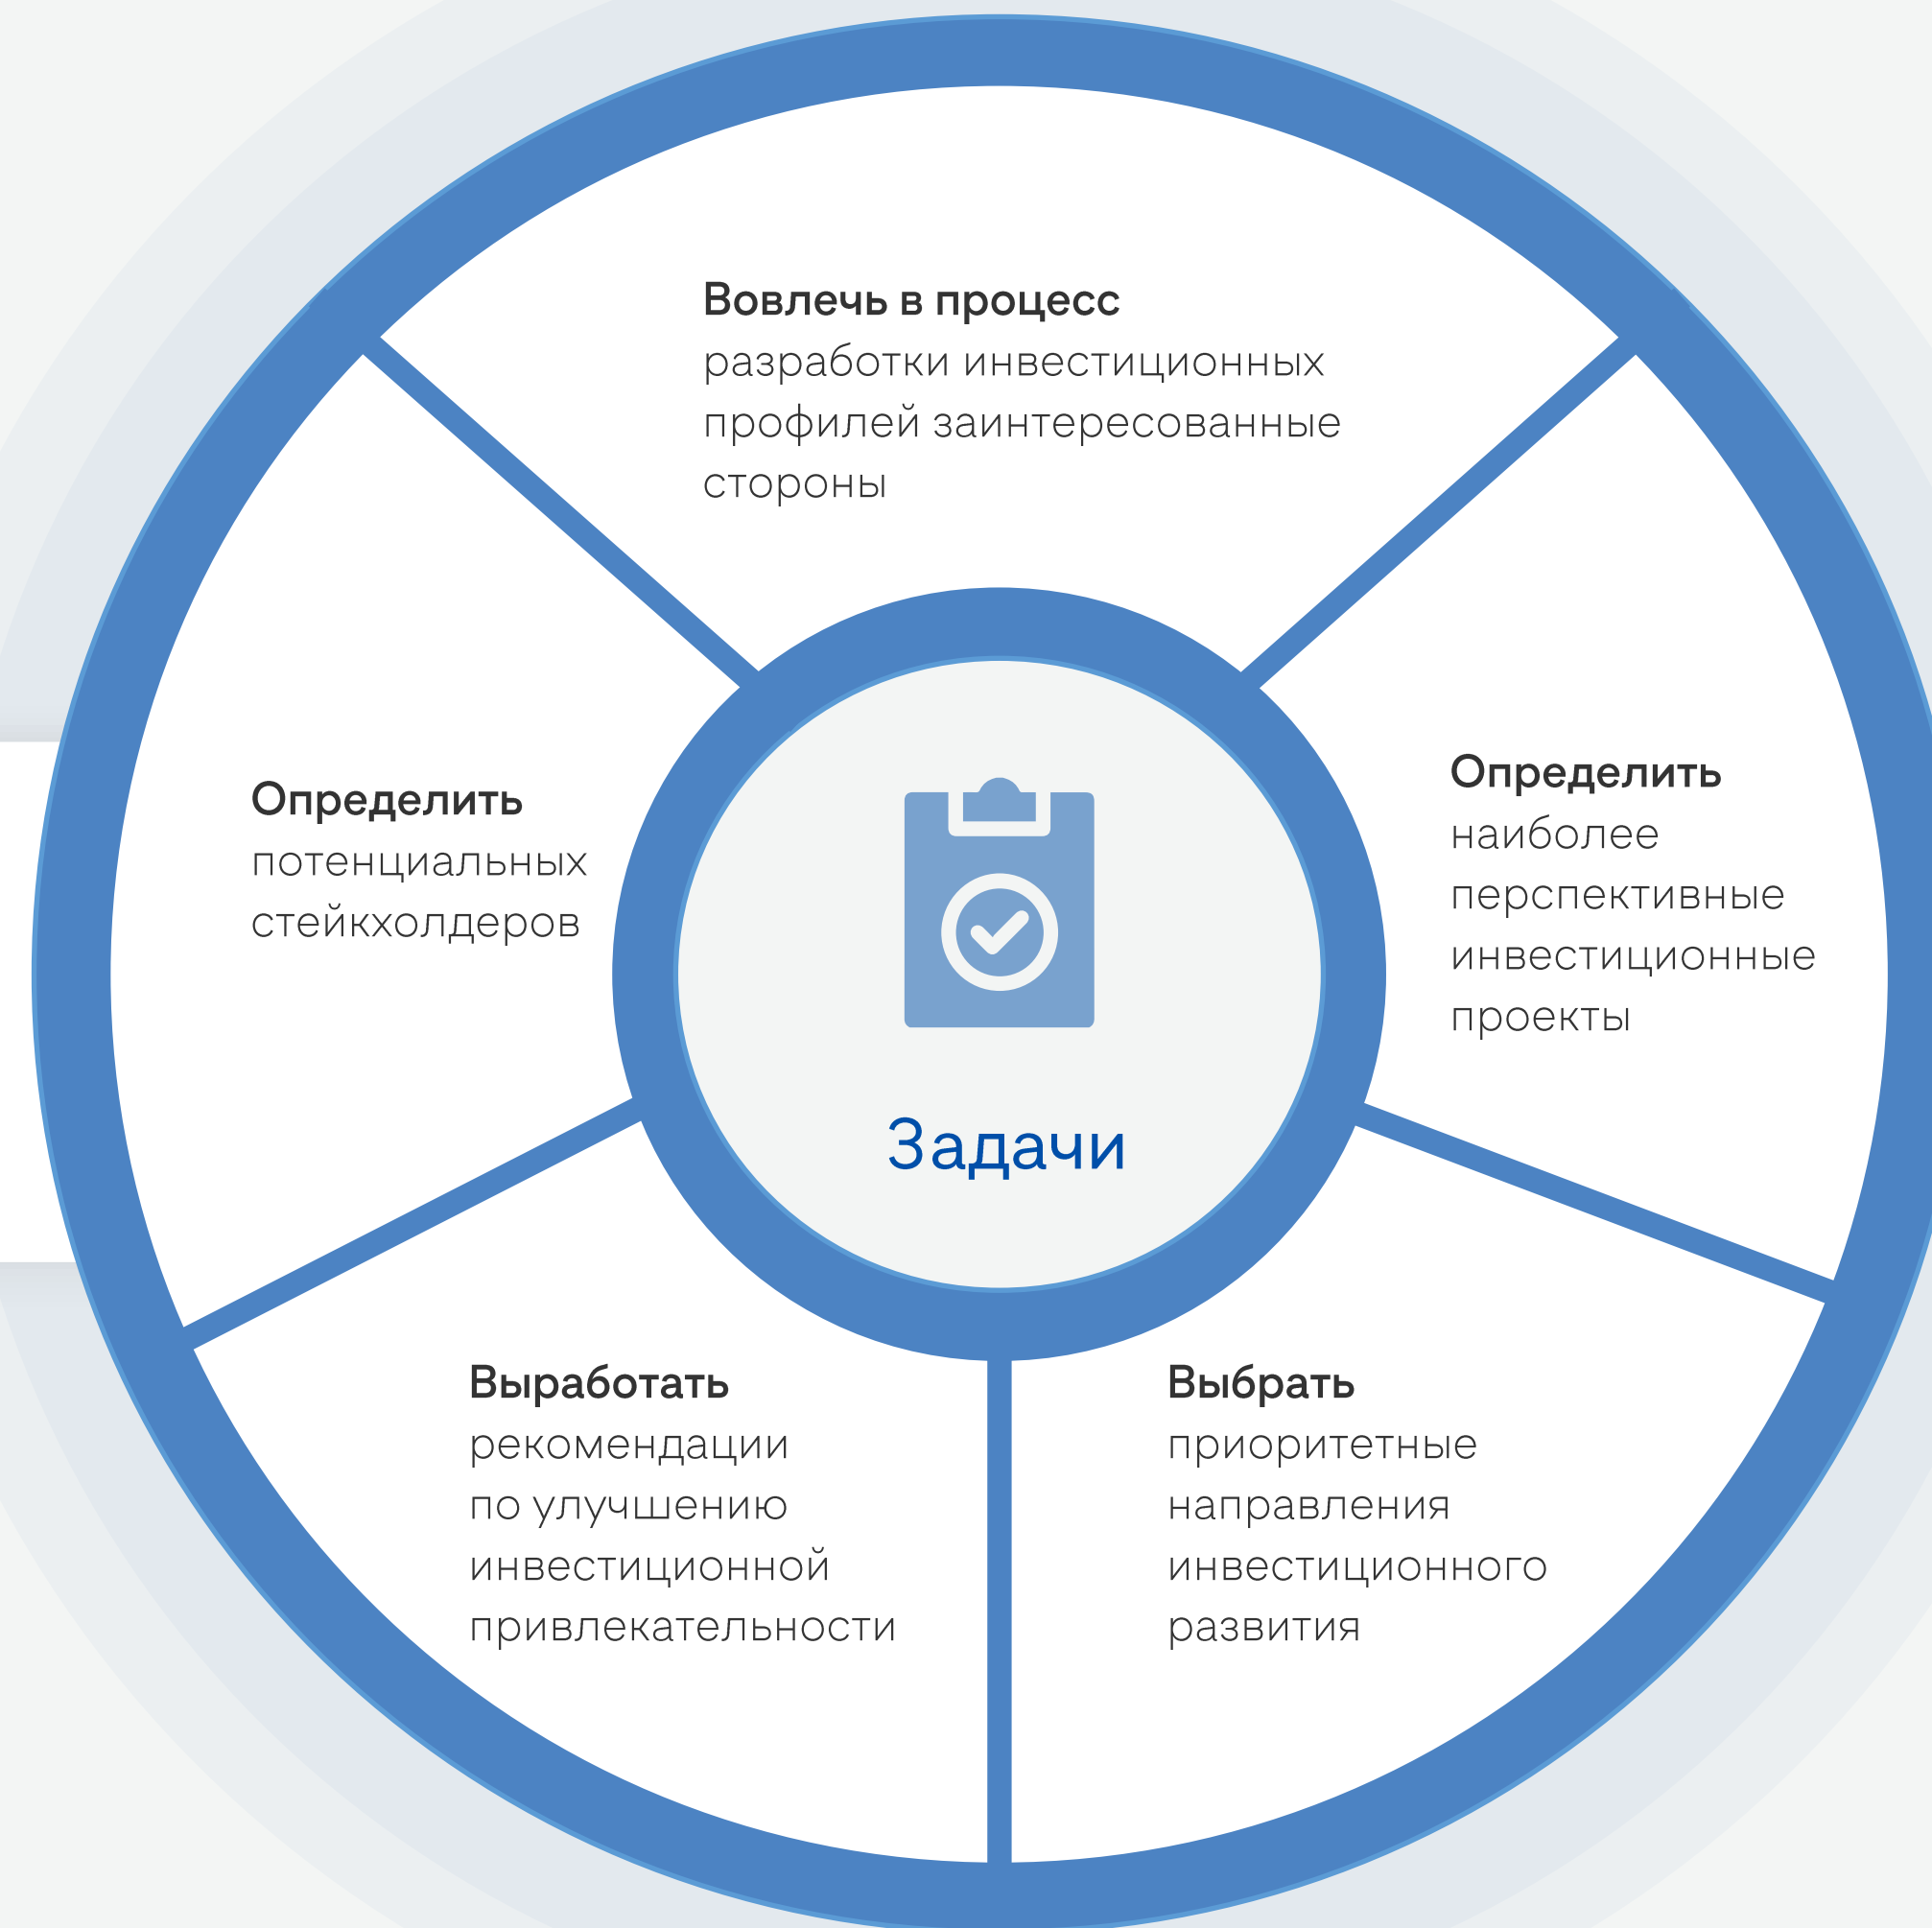 Вовлечь в процесс
разработки инвестиционных
профилей заинтересованные
стороны
Определить
потенциальных
стейкхолдеров
Определить
наиболее
перспективные
инвестиционные
проекты
Задачи
Выработать
рекомендации
по улучшению
инвестиционной
привлекательности
Выбрать
приоритетные
направления
инвестиционного
развития